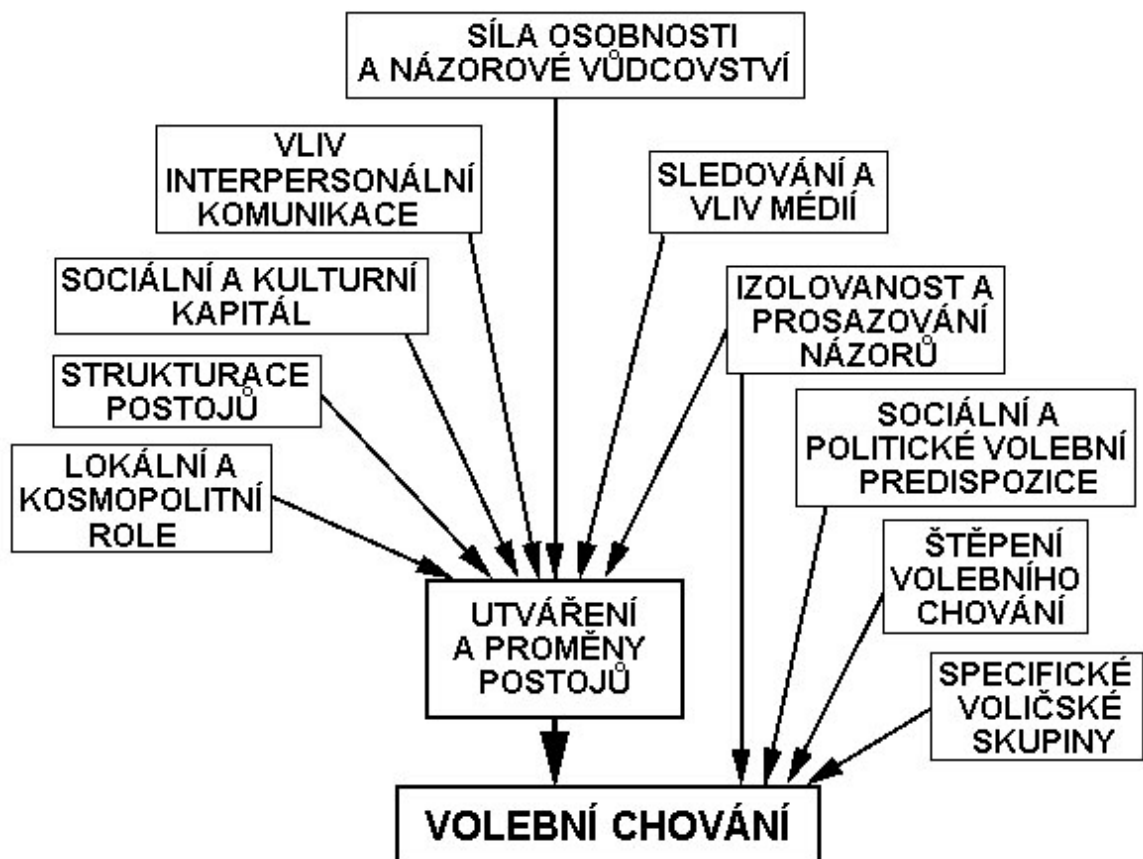 SÍLA OSOBNOSTI
A NÁZOROVÉ VŮDCOVSTVÍ
VLIV
INTERPERSONÁLNÍ
KOMUNIKACE
SLEDOVÁNÍ A
VLIV MÉDIÍ
SOCIÁLNÍ A KULTURNÍ
KAPITÁL
IZOLOVANOST A
PROSAZOVÁNÍ
NÁZORŮ
STRUKTURACE
POSTOJŮ
SOCIÁLNÍ A
POLITICKÉ VOLEBNÍ
PREDISPOZICE
LOKÁLNÍ A
KOSMOPOLITNÍ
ROLE
ŠTĚPENÍ
VOLEBNÍHO
CHOVÁNÍ
UTVÁŘENÍ
A PROMĚNY
POSTOJŮ
SPECIFICKÉ
VOLIČSKÉ
SKUPINY
VOLEBNÍ CHOVÁNÍ